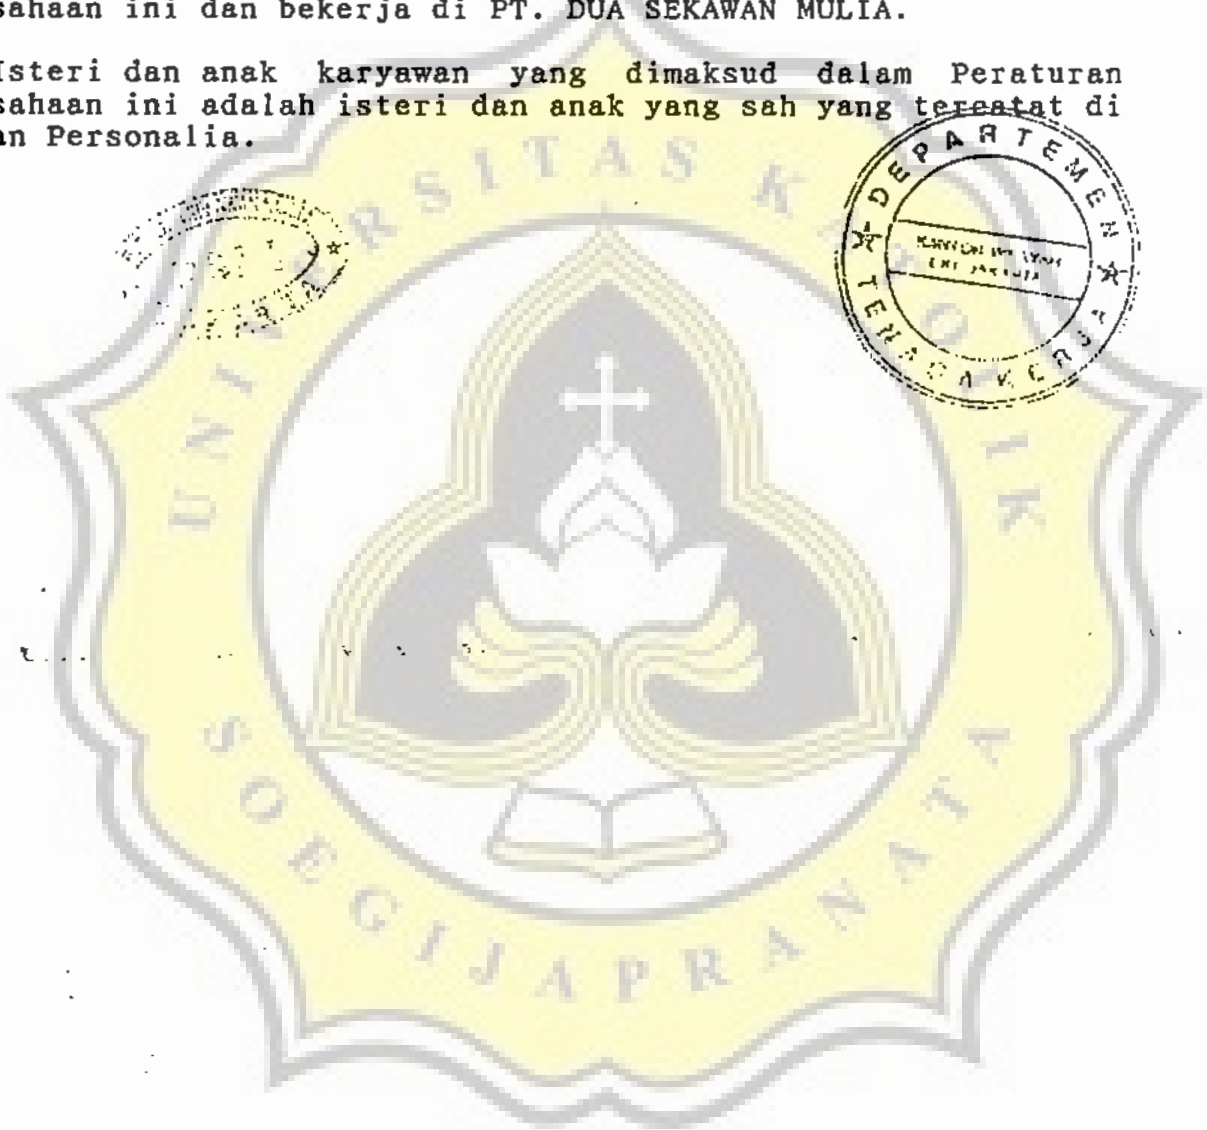 sahaan ini dan bekerja di PT. DUA SEKAWAN MULIA.
Isteri dan anak karyawan yang dimaksud dalam Peraturan
sahaan ini adalah isteri dan anak yang sah yang tercatat di
an Personalia.
DEPARTEMEN
TENAGA KERJA
UNIVERSITAS KATOLIK
SOEGIJAPRANATA